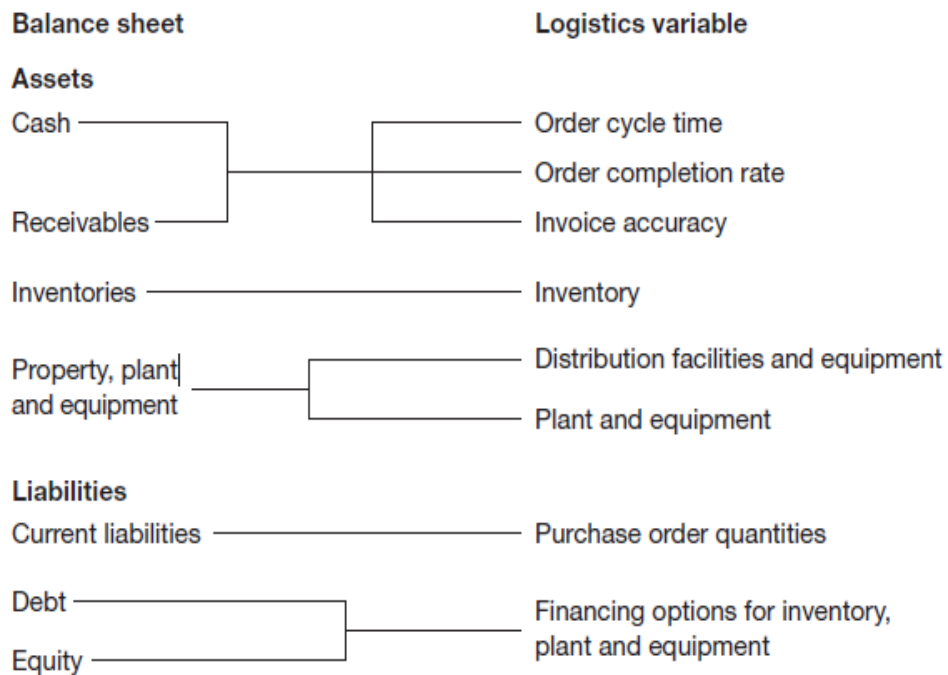 Balance sheet Logistics variable
Assets
Cash Order cycle time
Order completion rate
Receivables Invoice accuracy
Inventories Inventory
Distribution facilities and equipment
Property, plant
and equipment
Plant and equipment
Liabilities
Current liabilities Purchase order quantities
Debt
Financing options for inventory,
plant and equipment
Equity